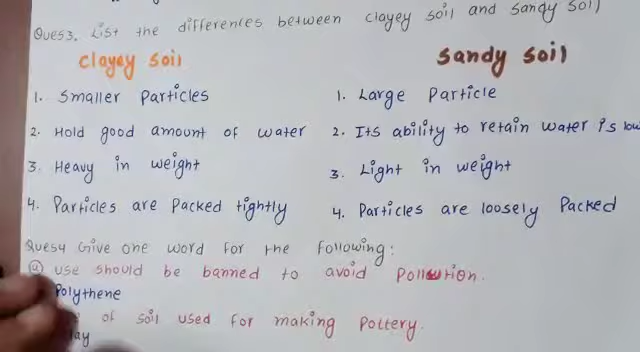 Ques3. List the differences between clayey soil and sandy soil
clayey soil
sandy soil
1. Smaller Particles
1. Large Particle
2. Hold good amount of water
2. Its ability to retain water is low
3. Heavy in weight
3. Light in weight
4. Particles are Packed tightly
4. Particles are loosely Packed
Ques4 Give one word for the following:
(a) use should be banned to avoid Pollution.
Polythene
of soil used for making Pottery.